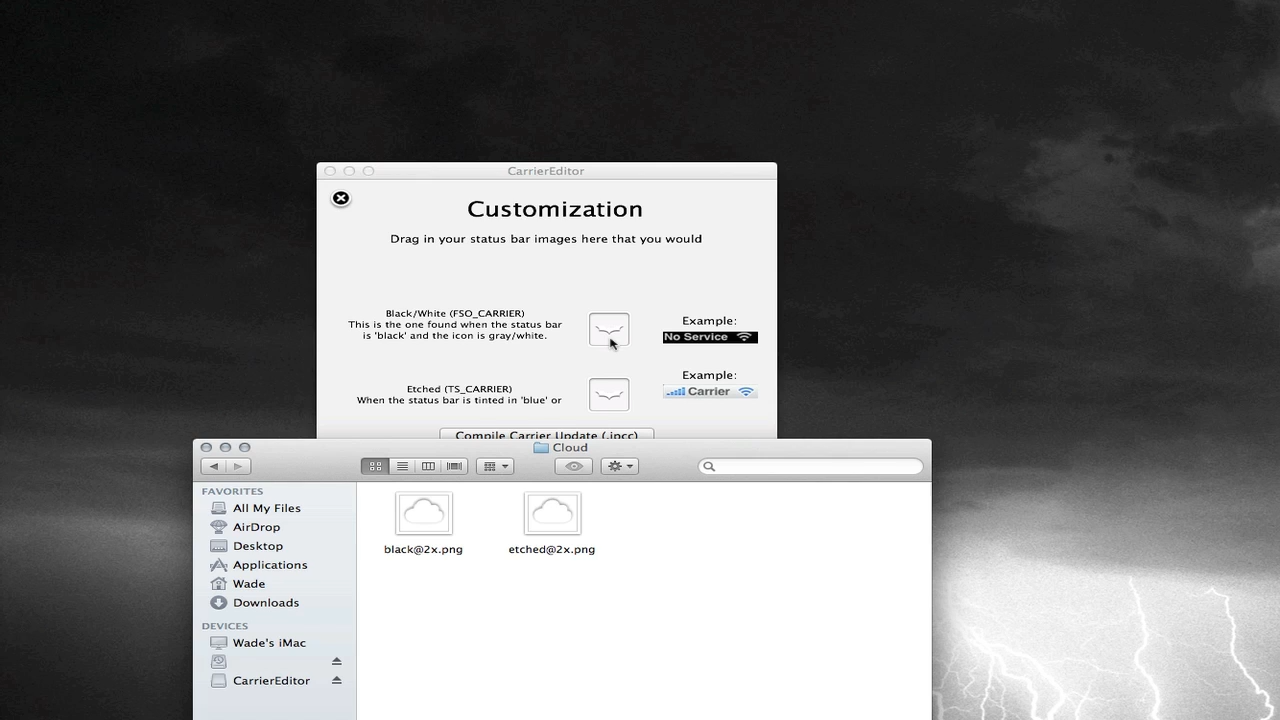 CarrierEditor
Customization
Drag in your status bar images here that you would
Black/White (FSO_CARRIER)
This is the one found when the status bar
is 'black' and the icon is gray/white.
Example:
No Service
Etched (TS_CARRIER)
When the status bar is tinted in 'blue' or
Example:
Carrier
Compile Carrier Update (.ipcc)
Cloud
FAVORITES
All My Files
AirDrop
Desktop
Applications
Wade
Downloads
DEVICES
Wade's iMac
CarrierEditor
black@2x.png
etched@2x.png